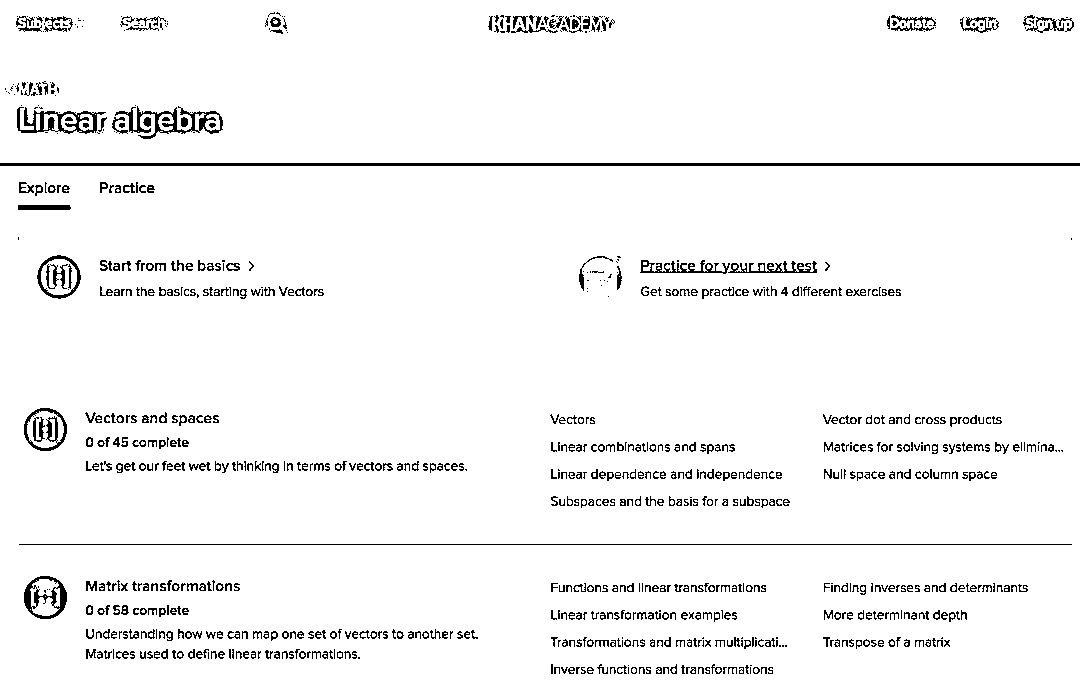 Subjects Search KHANACADEMY Donate Login Sign up
MATH
Linear algebra
Explore Practice
Start from the basics >
Learn the basics, starting with Vectors
Practice for your next test >
Get some practice with 4 different exercises
Vectors and spaces
0 of 45 complete
Let's get our feet wet by thinking in terms of vectors and spaces.
Vectors
Linear combinations and spans
Linear dependence and independence
Subspaces and the basis for a subspace
Vector dot and cross products
Matrices for solving systems by elimina...
Null space and column space
Matrix transformations
0 of 58 complete
Understanding how we can map one set of vectors to another set.
Matrices used to define linear transformations.
Functions and linear transformations
Linear transformation examples
Transformations and matrix multiplicati...
Inverse functions and transformations
Finding inverses and determinants
More determinant depth
Transpose of a matrix